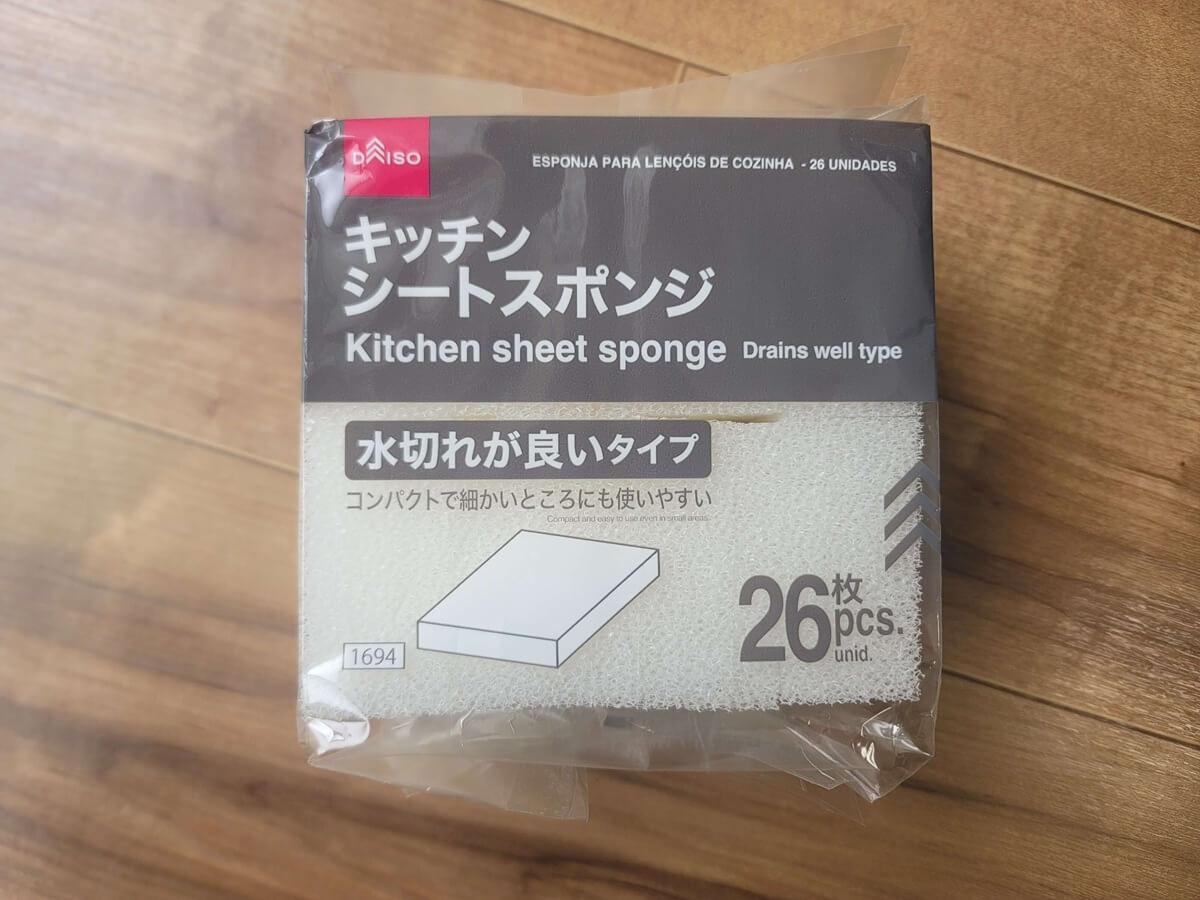 DAISO
ESPONJA PARA LENÇÓIS DE COZINHA - 26 UNIDADES
キッチン
シートスポンジ
Kitchen sheet sponge Drains well type
水切れが良いタイプ
コンパクトで細かいところにも使いやすい
Compact and easy to use even in small areas.
26枚
pcs.
unid.
1694